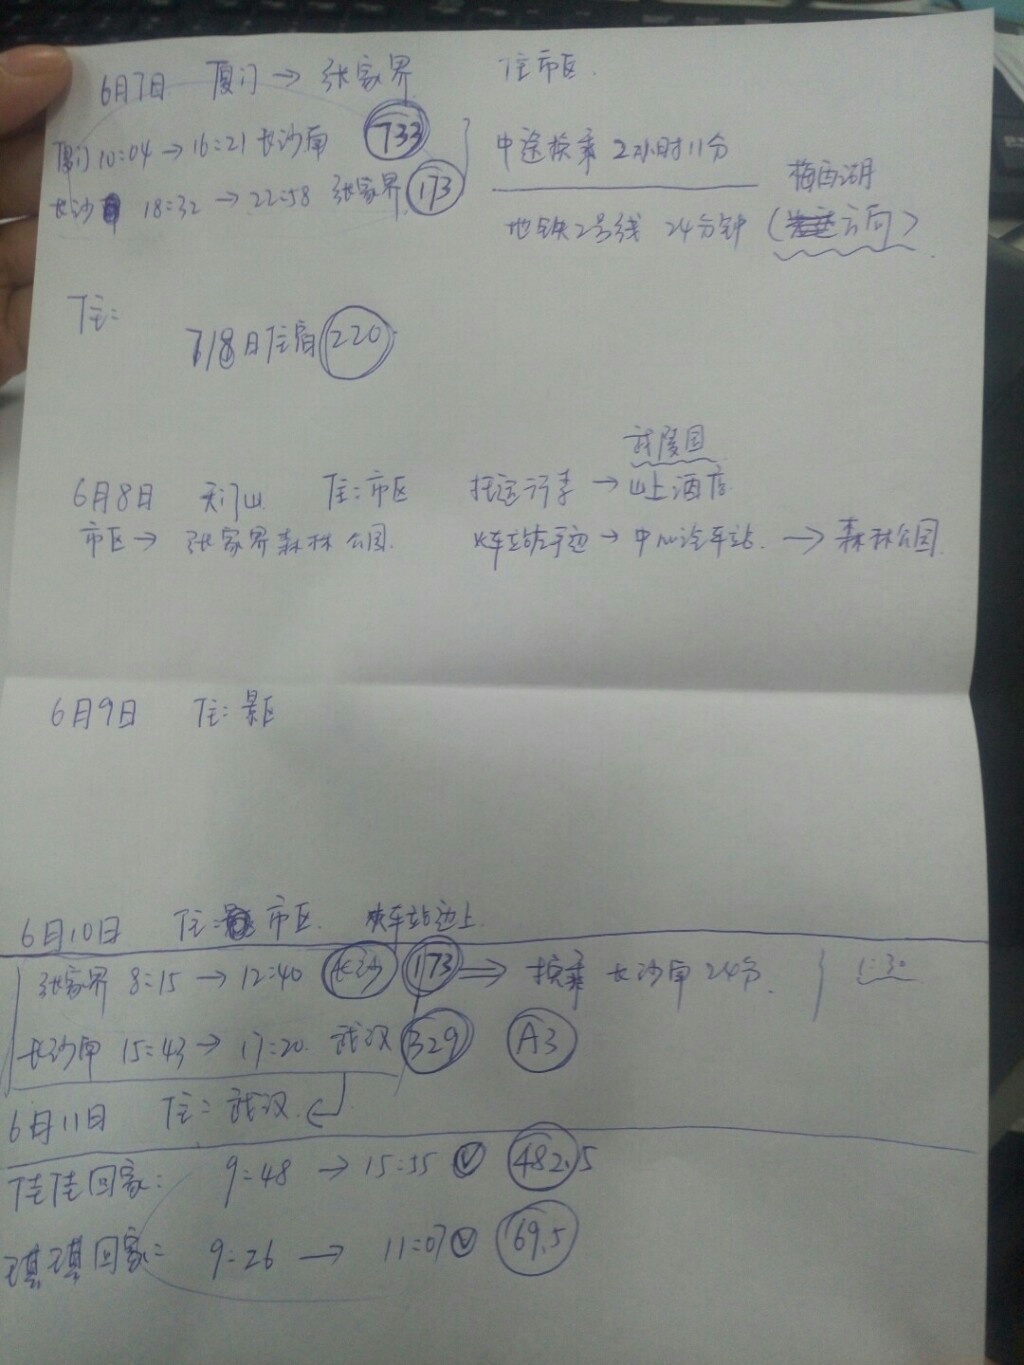 6月7日 厦门→张家界 住市区.
厦门 10:04→16:21 长沙南 733
中途换乘 2小时11分
长沙 18:32→22:58 张家界 173
梅西湖
地铁2号线 24分钟 (方向)
住:
7/8日住宿 220
武陵国
6月8日 天门山 住:市区 托运行李→山上酒店
市区→张家界森林公园. 火车站左手边→中心汽车站.→森林公园
6月9日 住:景区
6月10日 住:市区. 火车站边上.
张家界 8:15→12:40 长沙 173 ⇒ 换乘 长沙南 24分. 1:30
长沙南 15:43→17:20. 武汉 329 A3
6月11日 住:武汉.
佳佳回家: 9:48→15:55 482.5
琪琪回家: 9:26→11:07 69.5